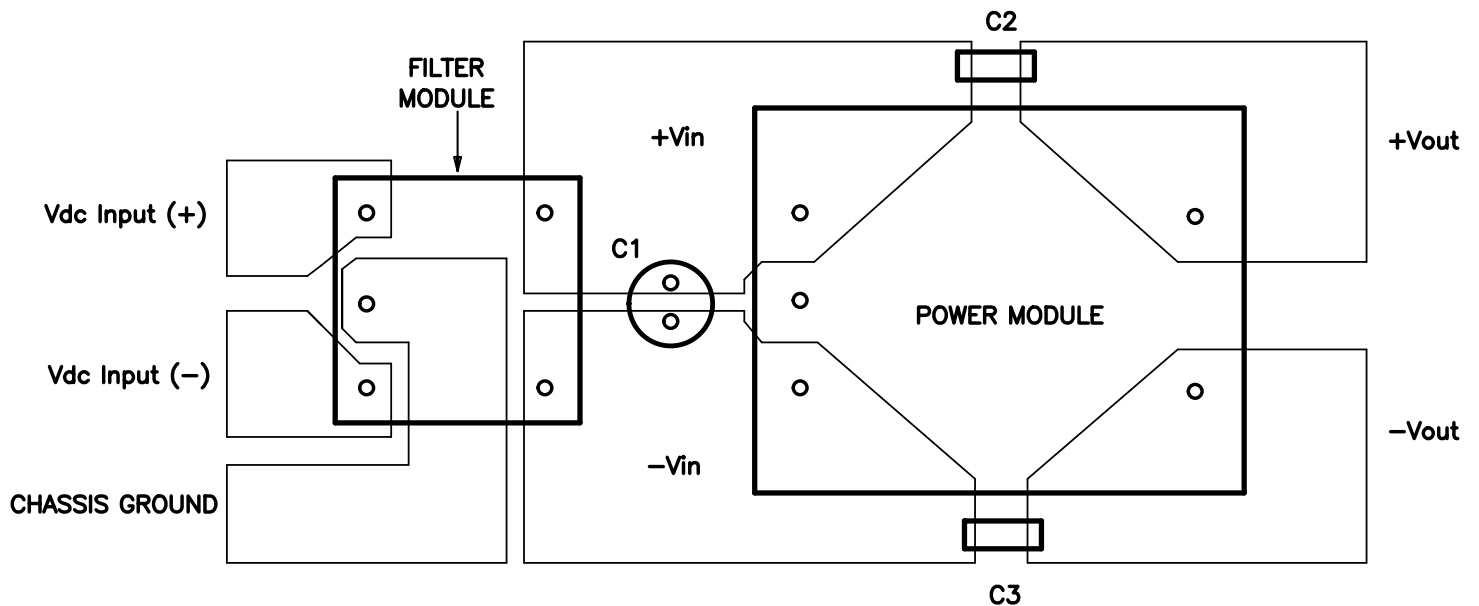 C2
FILTER
MODULE
+Vin
+Vout
Vdc Input (+)
C1
POWER MODULE
Vdc Input (−)
−Vout
−Vin
CHASSIS GROUND
C3